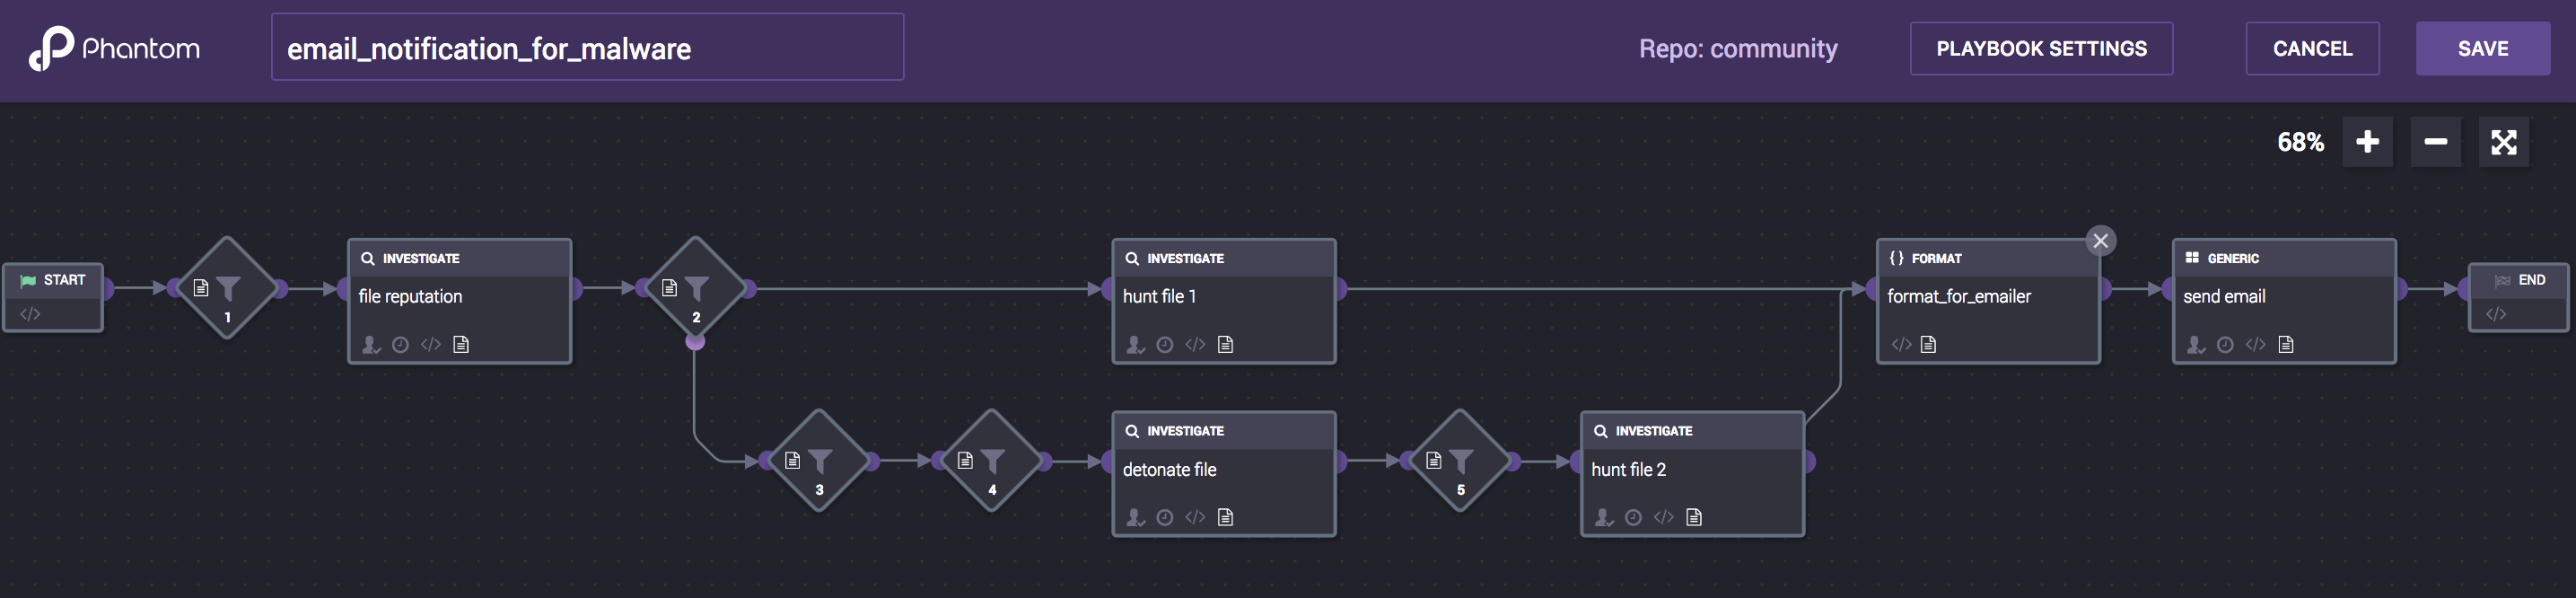 Phantom
email_notification_for_malware
Repo: community
PLAYBOOK SETTINGS
CANCEL
SAVE
68%
START
1
INVESTIGATE
file reputation
2
INVESTIGATE
hunt file 1
FORMAT
format_for_emailer
GENERIC
send email
END
3
4
INVESTIGATE
detonate file
5
INVESTIGATE
hunt file 2